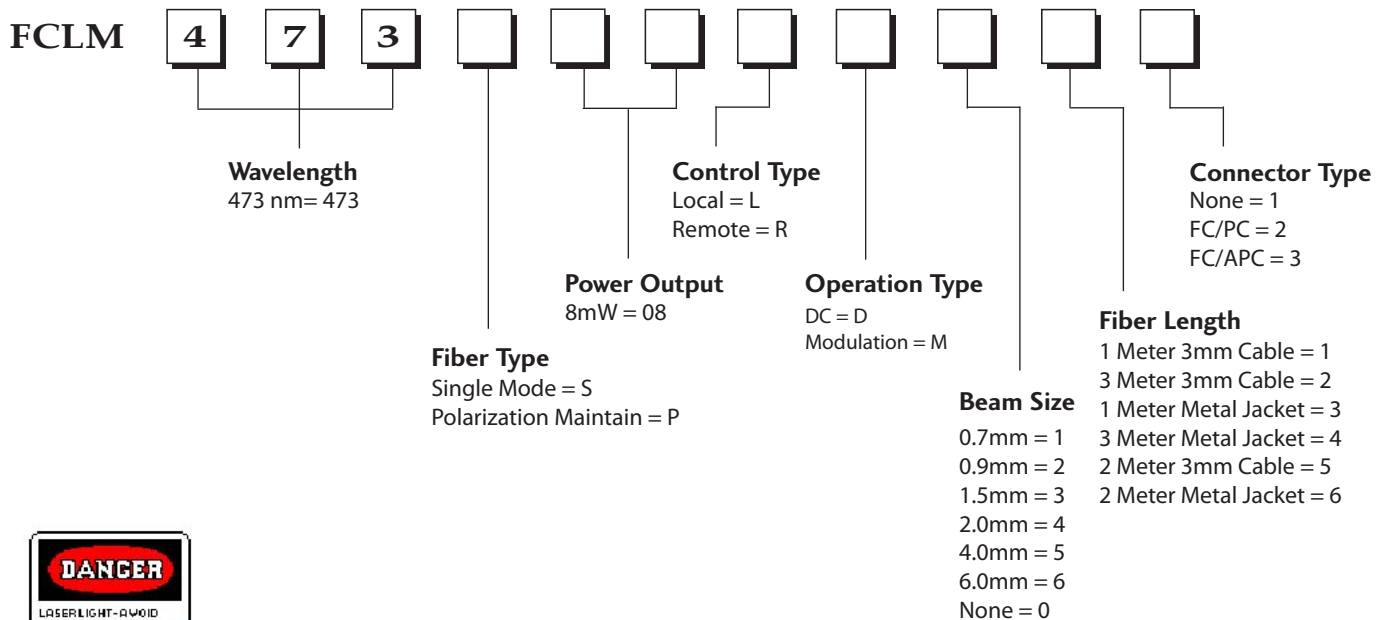 FCLM 4 7 3
Wavelength
473 nm= 473
Control Type
Local = L
Remote = R
Connector Type
None = 1
FC/PC = 2
FC/APC = 3
Power Output
8mW = 08
Operation Type
DC = D
Modulation = M
Fiber Length
1 Meter 3mm Cable = 1
3 Meter 3mm Cable = 2
1 Meter Metal Jacket = 3
3 Meter Metal Jacket = 4
2 Meter 3mm Cable = 5
2 Meter Metal Jacket = 6
Fiber Type
Single Mode = S
Polarization Maintain = P
Beam Size
0.7mm = 1
0.9mm = 2
1.5mm = 3
2.0mm = 4
4.0mm = 5
6.0mm = 6
None = 0
DANGER
LASERLIGHT-AVOID